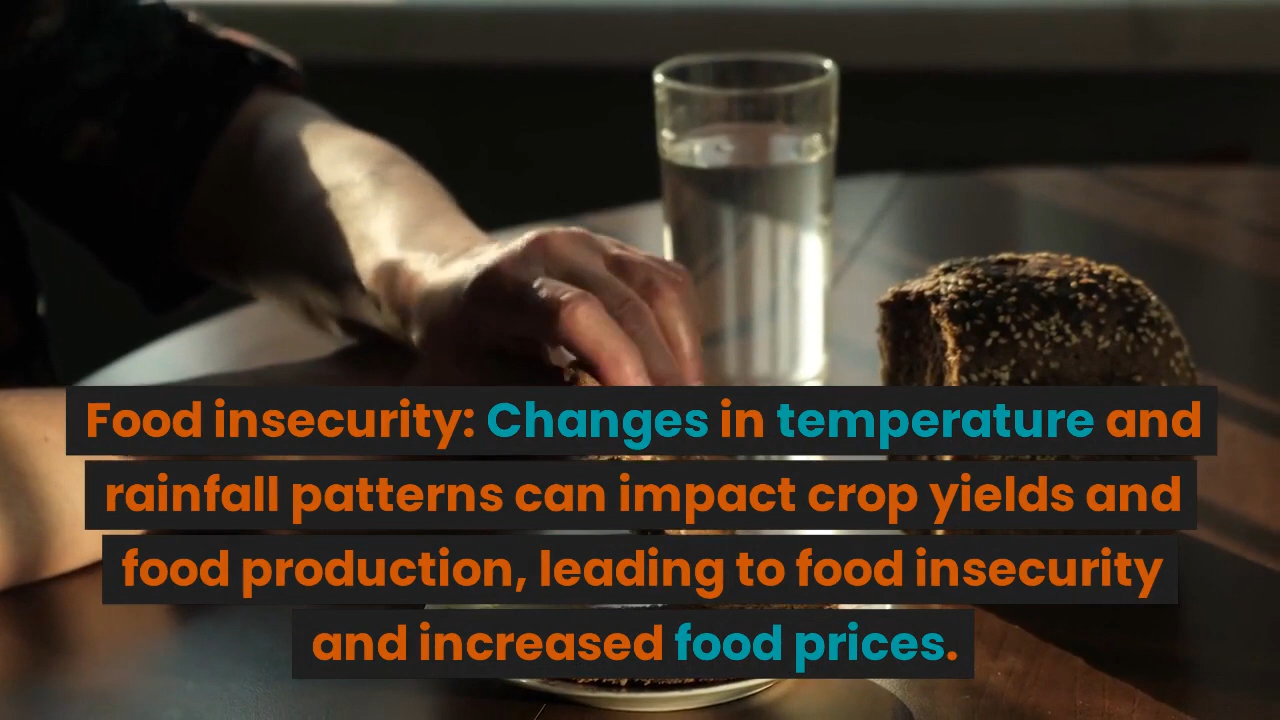 Food insecurity: Changes in temperature and
rainfall patterns can impact crop yields and
food production, leading to food insecurity
and increased food prices.